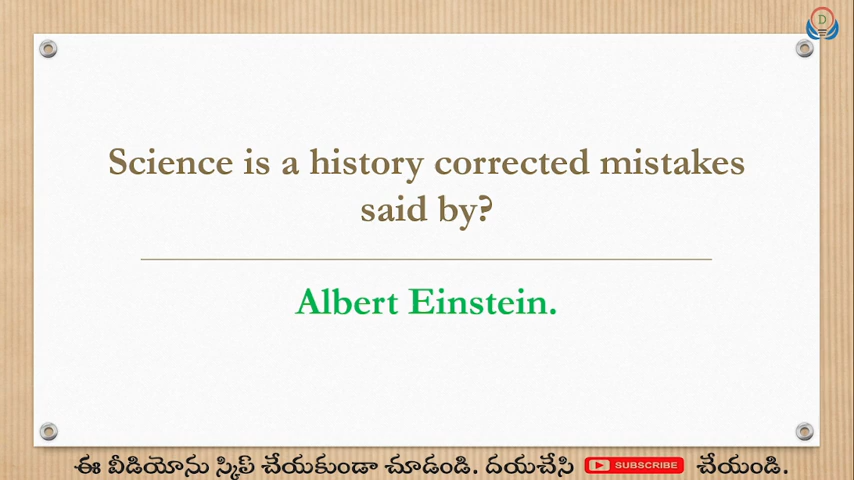 D
Science is a history corrected mistakes
said by?
Albert Einstein.
ఈ వీడియోను స్కిప్ చేయకుండా చూడండి. దయచేసి SUBSCRIBE చేయండి.